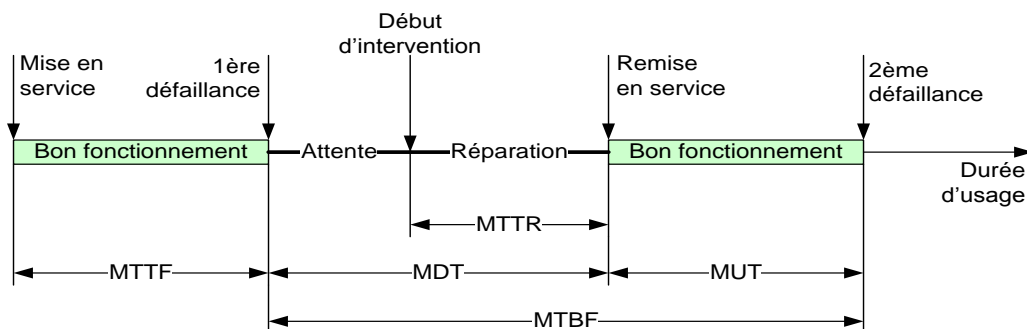 Début
d'intervention
Mise en
service
1ère
défaillance
Remise
en service
2ème
défaillance
Bon fonctionnement
Attente
Réparation
Bon fonctionnement
Durée
d'usage
MTTR
MTTF
MDT
MUT
MTBF